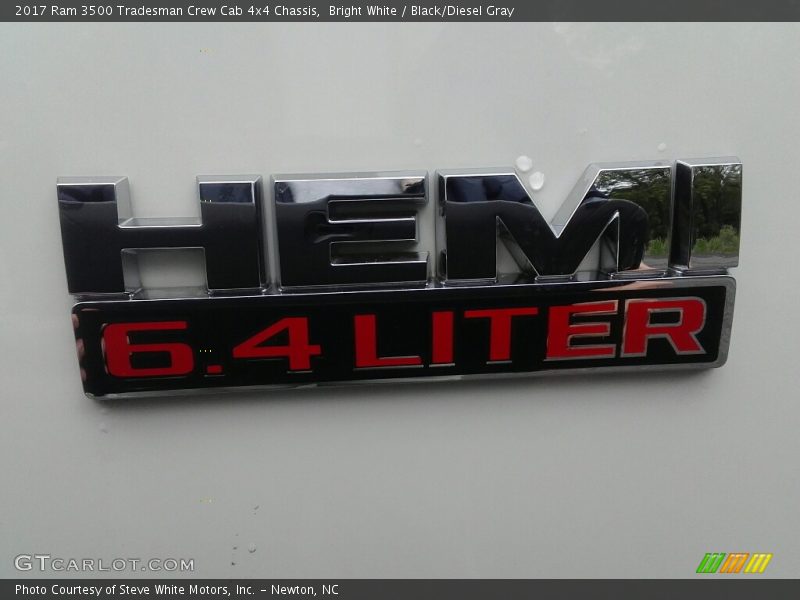 2017 Ram 3500 Tradesman Crew Cab 4x4 Chassis,  Bright White / Black/Diesel Gray
HEMI
6.4 LITER
GTCARLOT.COM
Photo Courtesy of Steve White Motors, Inc. – Newton, NC